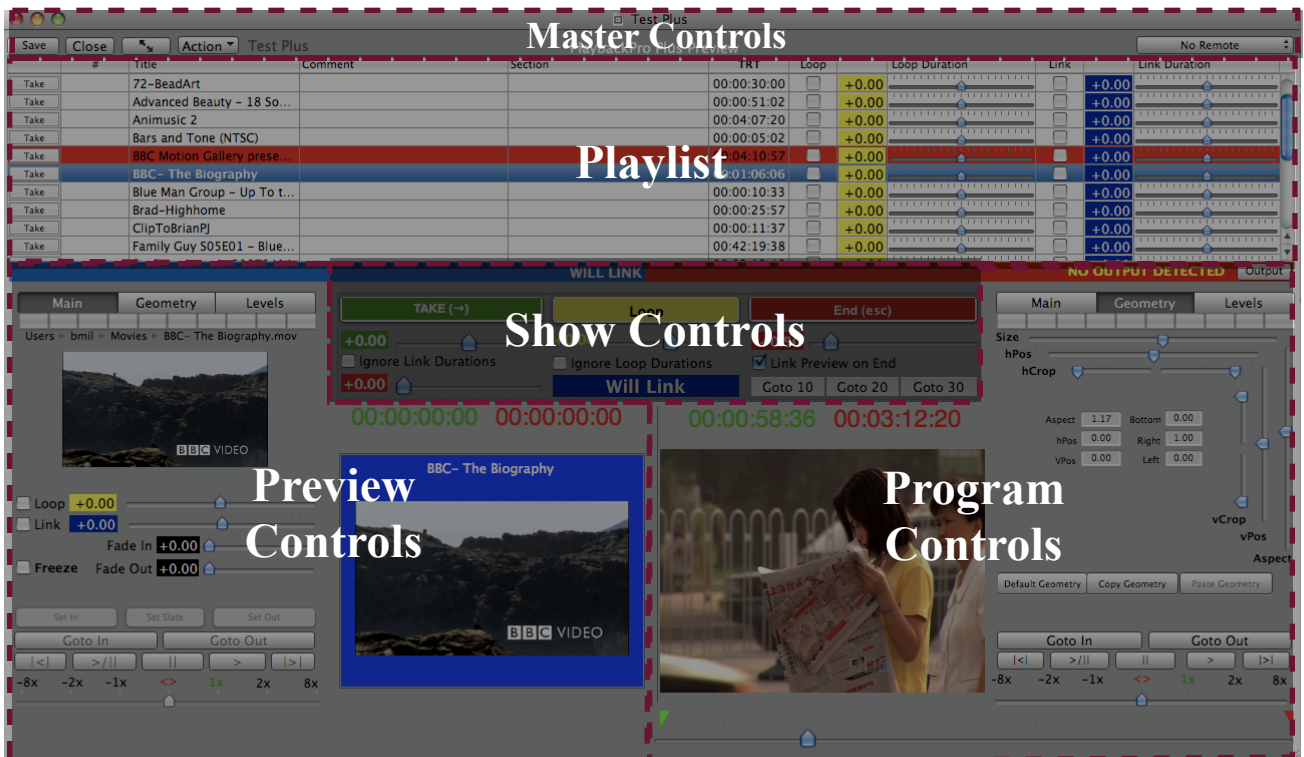 Test Plus
Master Controls
Save Close Action Test Plus PlaybackPro Plus Preview No Remote
# Title Comment Section TRT Loop Loop Duration Link Link Duration
Take 72-BeadArt 00:00:30:00 +0.00 +0.00
Take Advanced Beauty - 18 So... 00:00:51:02 +0.00 +0.00
Take Animusic 2 00:04:07:20 +0.00 +0.00
Take Bars and Tone (NTSC) 00:00:05:02 +0.00 +0.00
Take BBC Motion Gallery prese... 00:04:10:57 +0.00 +0.00
Playlist
Take BBC- The Biography 00:01:06:06 +0.00 +0.00
Take Blue Man Group - Up To t... 00:00:10:33 +0.00 +0.00
Take Brad-Highhome 00:00:25:57 +0.00 +0.00
Take ClipToBrianPJ 00:00:11:37 +0.00 +0.00
Take Family Guy S05E01 - Blue... 00:42:19:38 +0.00 +0.00
WILL LINK NO OUTPUT DETECTED Output
Main Geometry Levels
Users bmil Movies BBC- The Biography.mov
BBC VIDEO
Loop +0.00
Link +0.00
Fade In +0.00
Freeze Fade Out +0.00
Set In Set Slate Set Out
Goto In Goto Out
|<| >/|| || > |>|
-8x -2x -1x <> 1x 2x 8x
Preview
Controls
TAKE (→) Loop End (esc)
Show Controls
+0.00
Ignore Link Durations Ignore Loop Durations Link Preview on End
+0.00 Will Link Goto 10 Goto 20 Goto 30
00:00:00:00 00:00:00:00
BBC- The Biography
BBC VIDEO
00:00:58:36 00:03:12:20
Program
Controls
Main Geometry Levels
Size
hPos
hCrop
Aspect 1.17 Bottom 0.00
hPos 0.00 Right 1.00
VPos 0.00 Left 0.00
vCrop
vPos
Aspect
Default Geometry Copy Geometry Paste Geometry
Goto In Goto Out
|<| >/|| || > |>|
-8x -2x -1x <> 1x 2x 8x